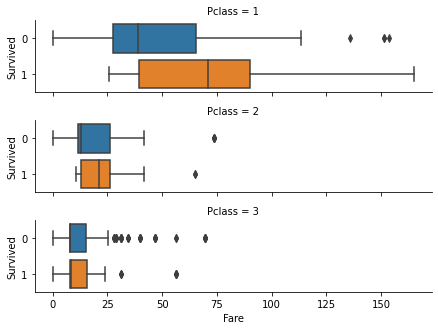 Pclass = 1
Survived
0
1
Pclass = 2
Survived
0
1
Pclass = 3
Survived
0
1
0 25 50 75 100 125 150
Fare